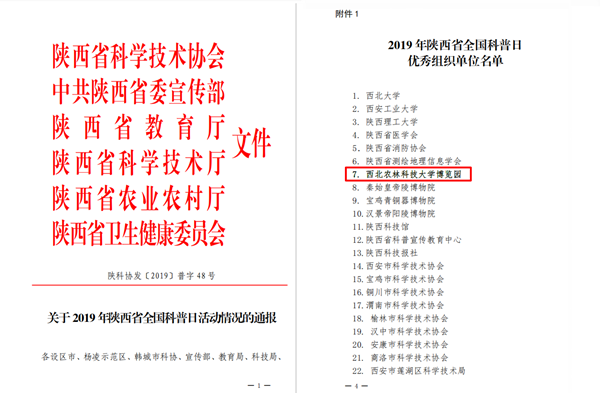 陕西省科学技术协会
中共陕西省委宣传部
陕西省教育厅
陕西省科学技术厅
陕西省农业农村厅
陕西省卫生健康委员会
文件
陕科协发〔2019〕普字48号
关于2019年陕西省全国科普日活动情况的通报
各设区市、杨凌示范区、韩城市科协、宣传部、教育局、科技局、
— 1 —
附件1
2019年陕西省全国科普日
优秀组织单位名单
1. 西北大学
2. 西安工业大学
3. 陕西理工大学
4. 陕西省医学会
5. 陕西省消防协会
6. 陕西省测绘地理信息学会
7. 西北农林科技大学博览园
8. 秦始皇帝陵博物院
9. 宝鸡青铜器博物院
10. 汉景帝阳陵博物院
11. 陕西科技馆
12. 陕西省科普宣传教育中心
13. 陕西科技报社
14. 西安市科学技术协会
15. 宝鸡市科学技术协会
16. 铜川市科学技术协会
17. 渭南市科学技术协会
18. 榆林市科学技术协会
19. 汉中市科学技术协会
20. 安康市科学技术协会
21. 商洛市科学技术协会
22. 西安市莲湖区科学技术局
— 4 —